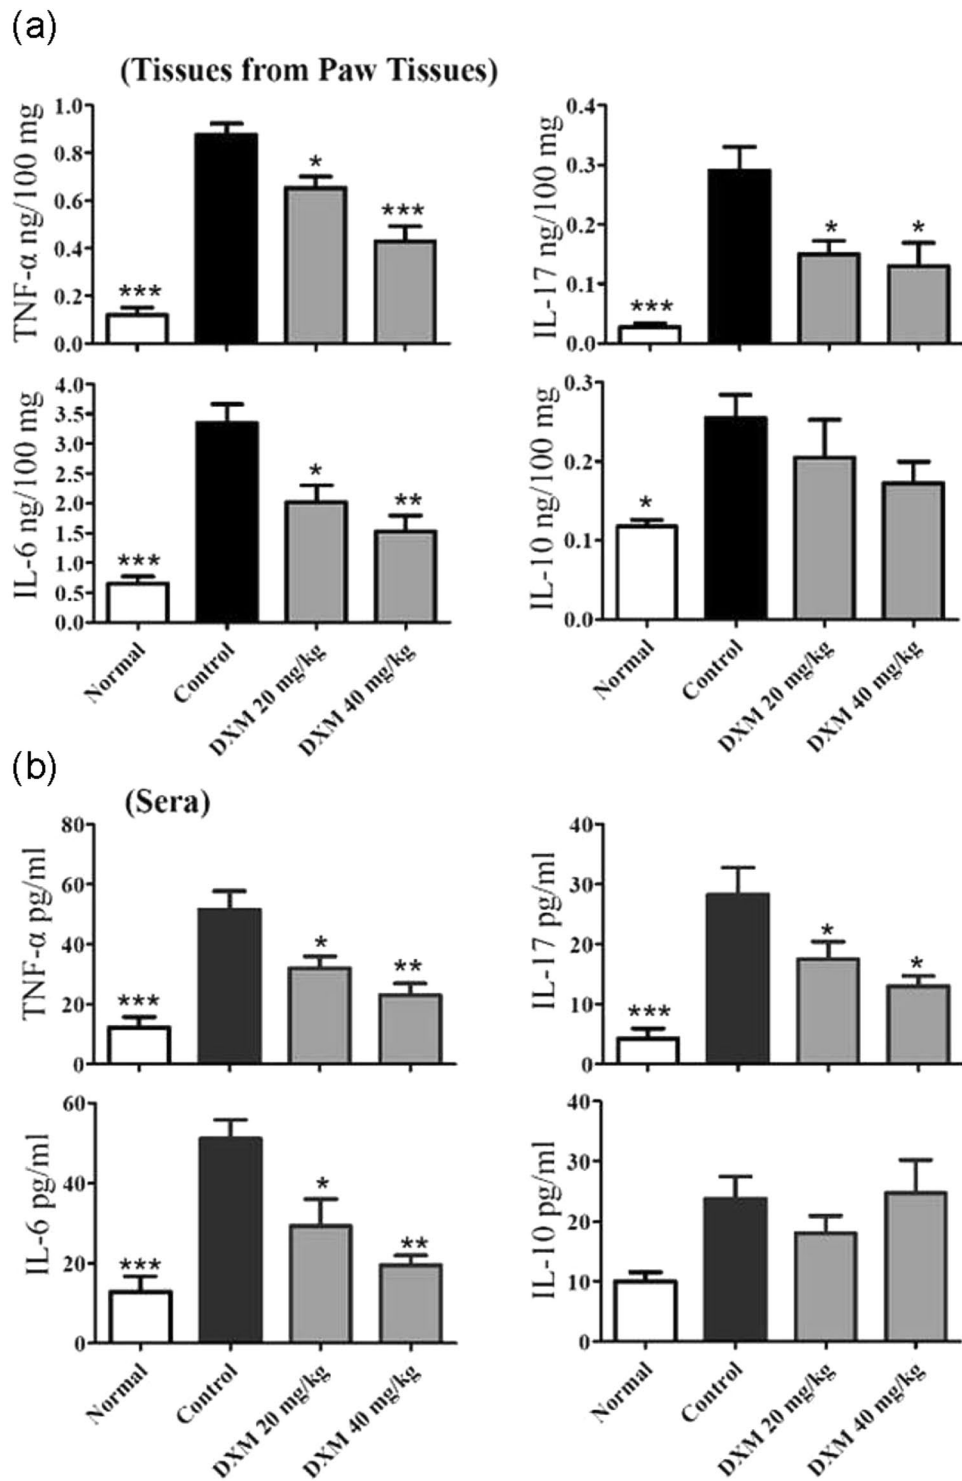 (a)
(Tissues from Paw Tissues)
TNF-α ng/100 mg
1.0
0.8
0.6
0.4
0.2
0.0
***
*
***
IL-17 ng/100 mg
0.4
0.3
0.2
0.1
0.0
***
*
*
IL-6 ng/100 mg
4.0
3.5
3.0
2.5
2.0
1.5
1.0
0.5
0.0
***
*
**
Normal
Control
DXM 20 mg/kg
DXM 40 mg/kg
IL-10 ng/100 mg
0.3
0.2
0.1
0.0
*
Normal
Control
DXM 20 mg/kg
DXM 40 mg/kg
(b)
(Sera)
TNF-α pg/ml
80
60
40
20
0
***
*
**
IL-17 pg/ml
40
30
20
10
0
***
*
*
IL-6 pg/ml
60
40
20
0
***
*
**
Normal
Control
DXM 20 mg/kg
DXM 40 mg/kg
IL-10 pg/ml
40
30
20
10
0
Normal
Control
DXM 20 mg/kg
DXM 40 mg/kg